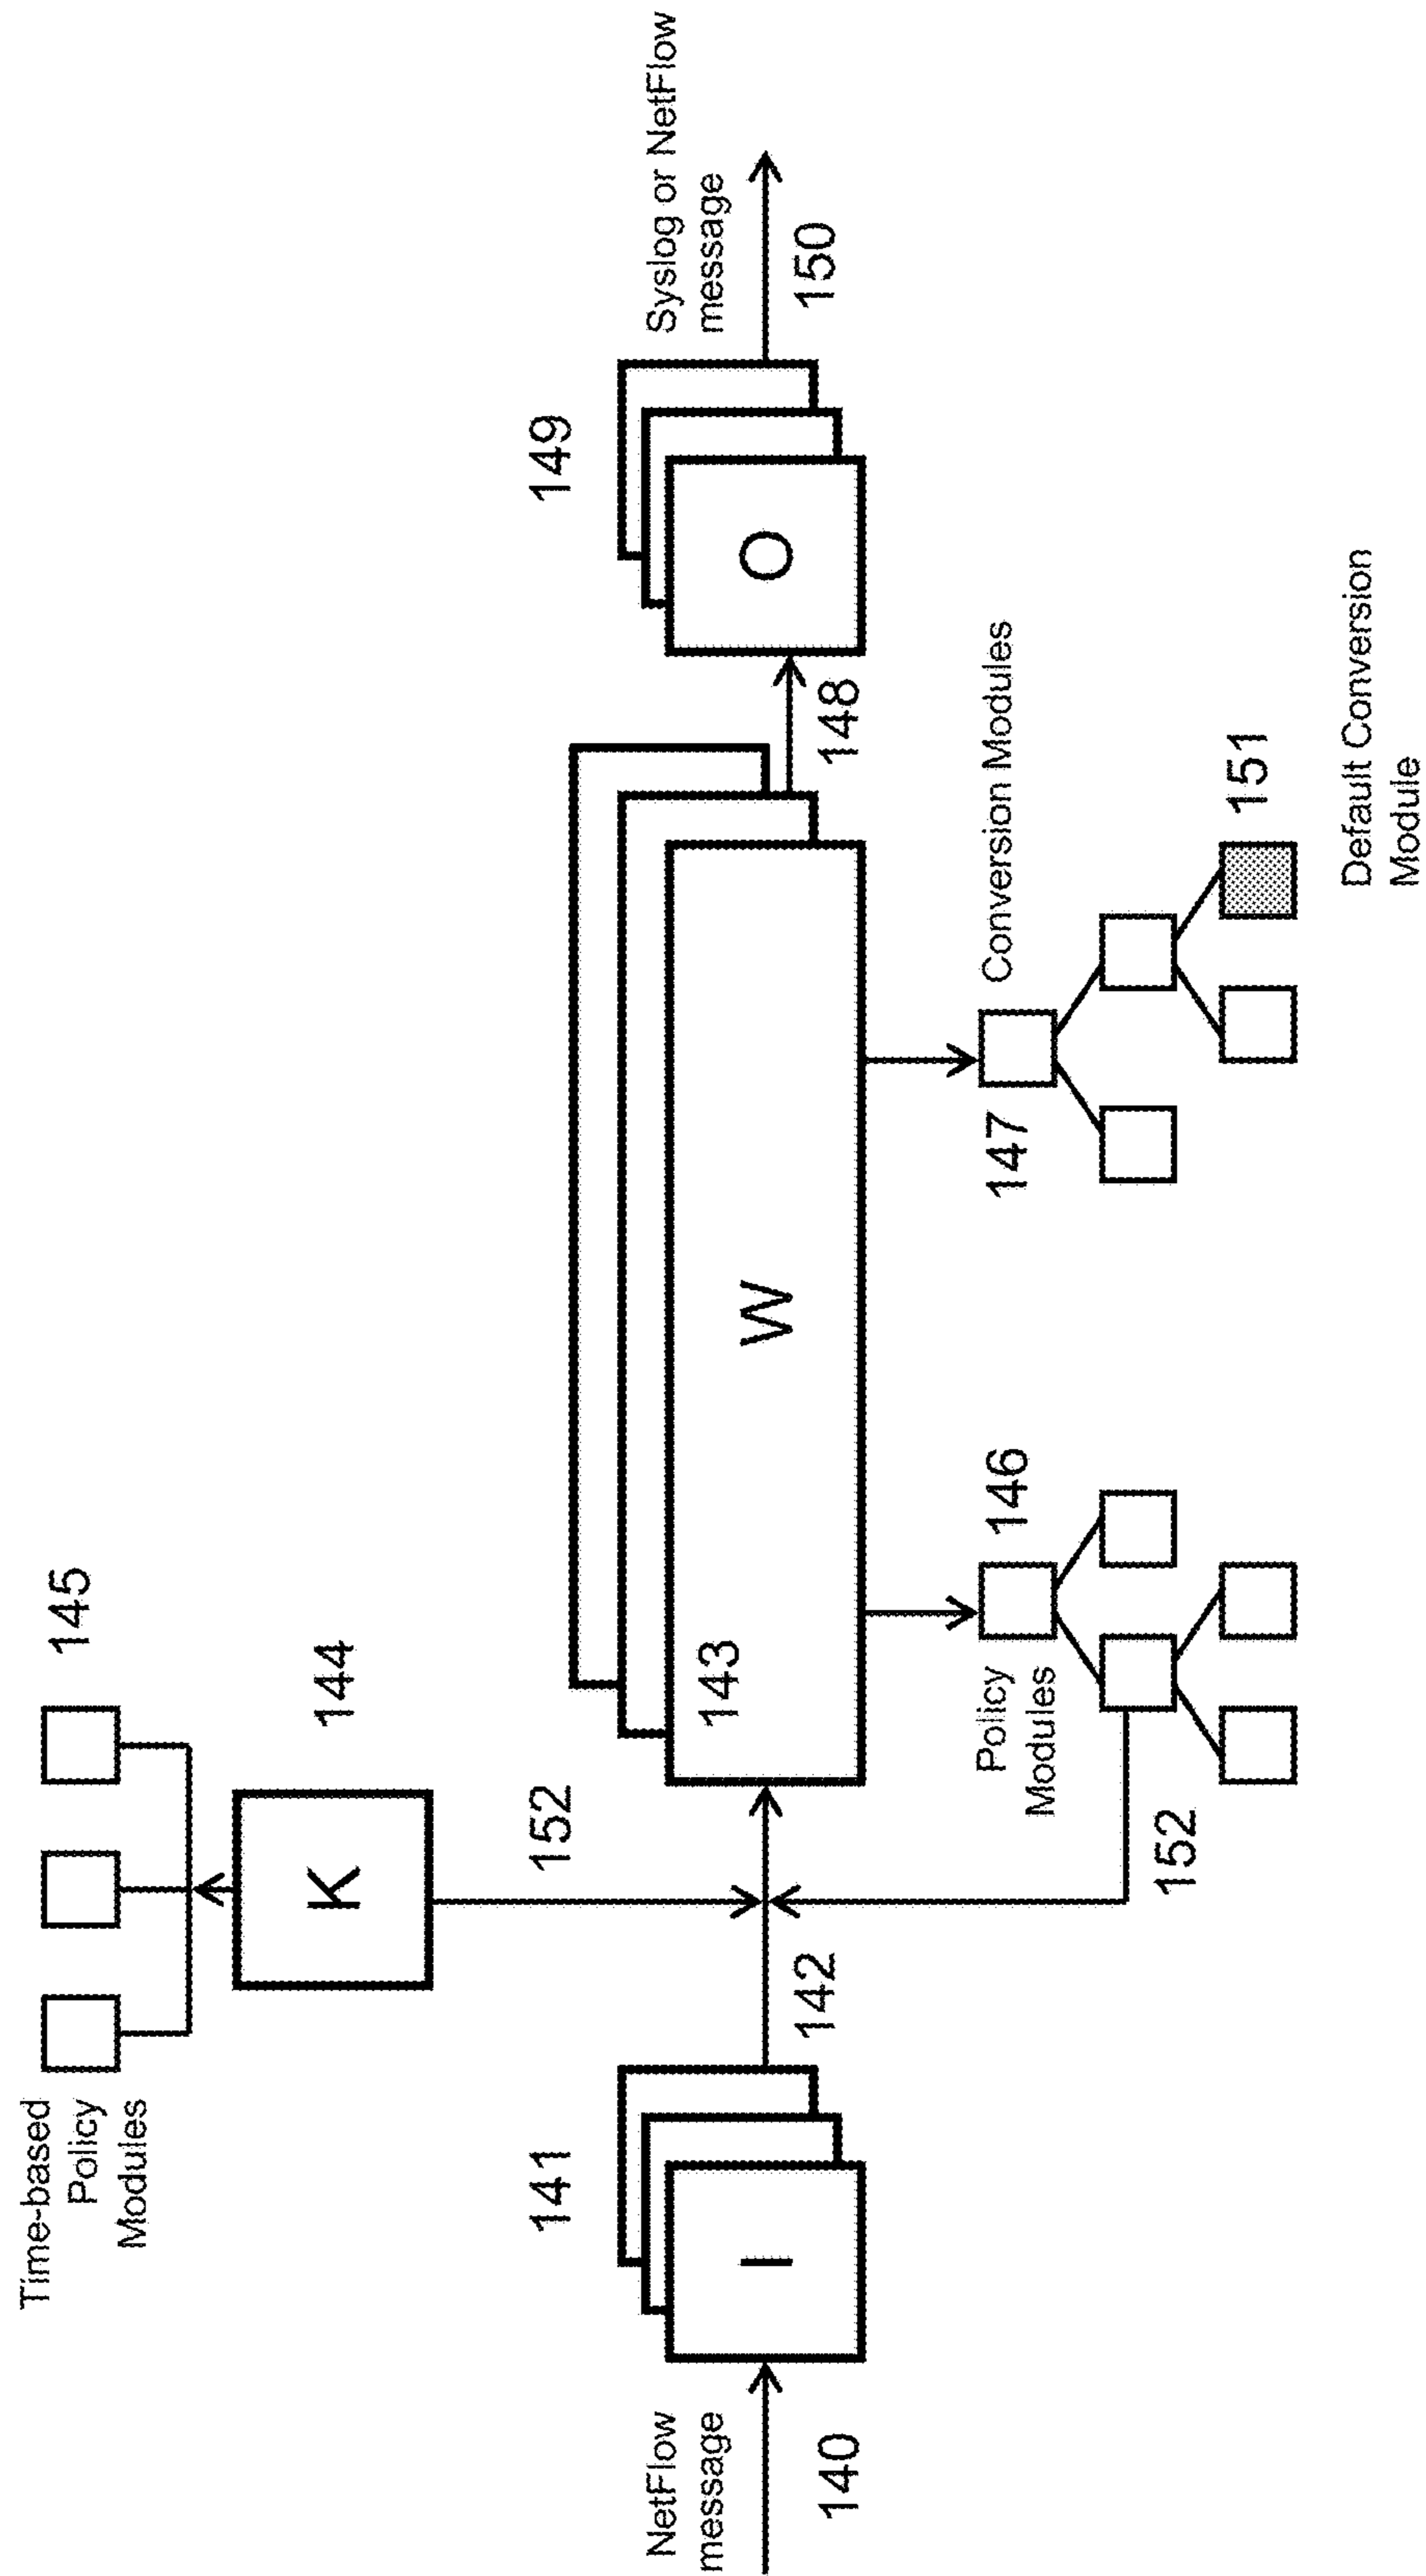 Time-based
Policy
Modules
145
K
144
152
NetFlow
message
140
I
141
142
W
143
148
O
149
Syslog or NetFlow
message
150
Policy
Modules
146
152
147
Conversion Modules
151
Default Conversion
Module